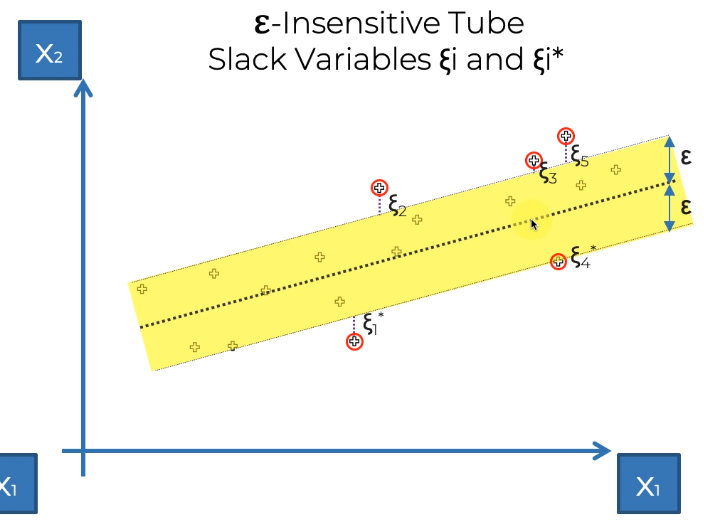 ε-Insensitive Tube
Slack Variables ξi and ξi*
X2
ξ5
ξ3
ε
ξ2
ε
ξ4*
ξ1*
X1
X1